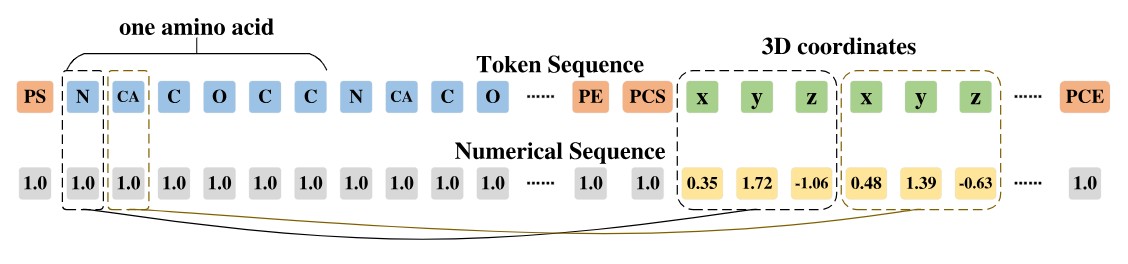 one amino acid
3D coordinates
Token Sequence
PS N CA C O C C N CA C O ...... PE PCS x y z x y z ...... PCE
Numerical Sequence
1.0 1.0 1.0 1.0 1.0 1.0 1.0 1.0 1.0 1.0 1.0 ...... 1.0 1.0 0.35 1.72 -1.06 0.48 1.39 -0.63 ...... 1.0